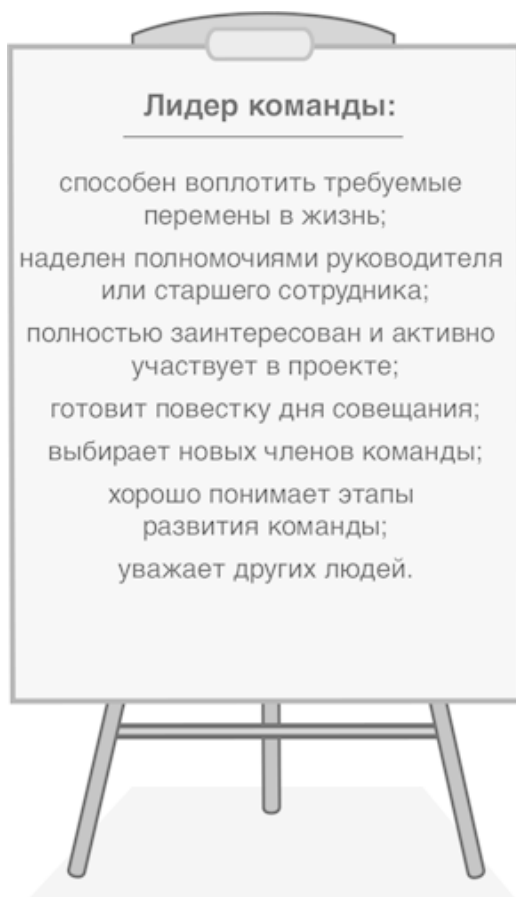 Лидер команды:
способен воплотить требуемые
перемены в жизнь;
наделен полномочиями руководителя
или старшего сотрудника;
полностью заинтересован и активно
участвует в проекте;
готовит повестку дня совещания;
выбирает новых членов команды;
хорошо понимает этапы
развития команды;
уважает других людей.